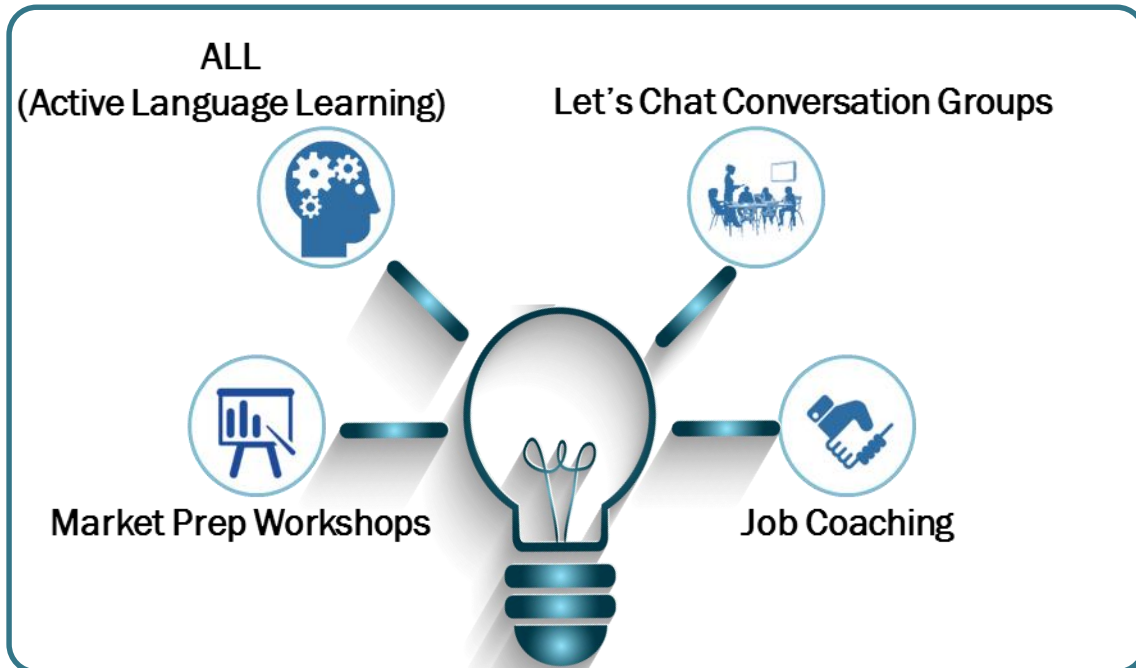 ALL
(Active Language Learning)
Let's Chat Conversation Groups
Market Prep Workshops
Job Coaching